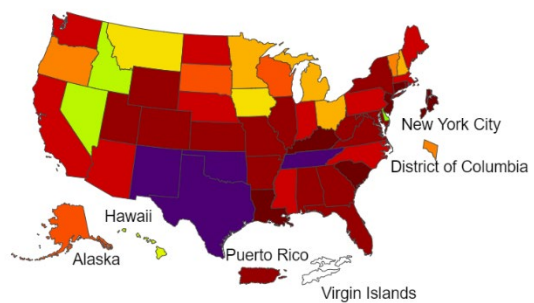 New York City
District of Columbia
Hawaii
Alaska
Puerto Rico
Virgin Islands